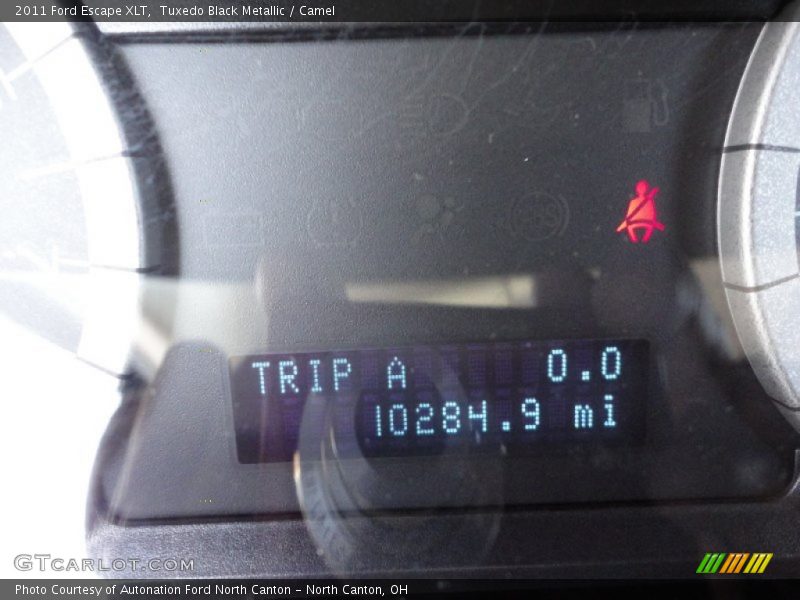 2011 Ford Escape XLT, Tuxedo Black Metallic / Camel
TRIP A 0.0
10284.9 mi
GTcarlot.com
Photo Courtesy of Autonation Ford North Canton - North Canton, OH